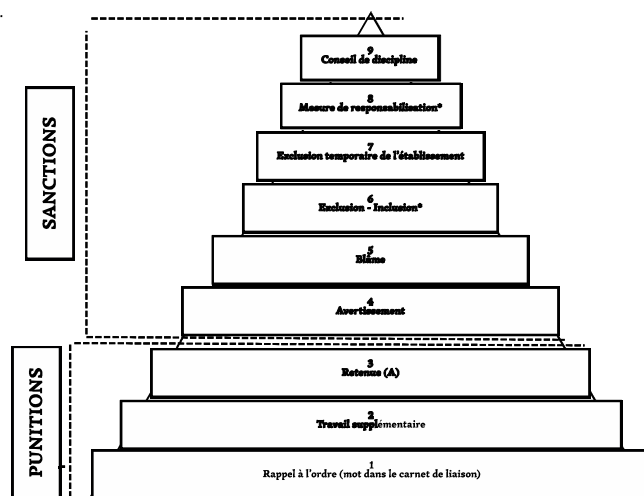 9
Conseil de discipline
8
Mesure de responsabilisation*
7
Exclusion temporaire de l'établissement
6
Exclusion - Inclusion*
5
Blâme
4
Avertissement
SANCTIONS
3
Retenue (A)
2
Travail supplémentaire
1
Rappel à l'ordre (mot dans le carnet de liaison)
PUNITIONS